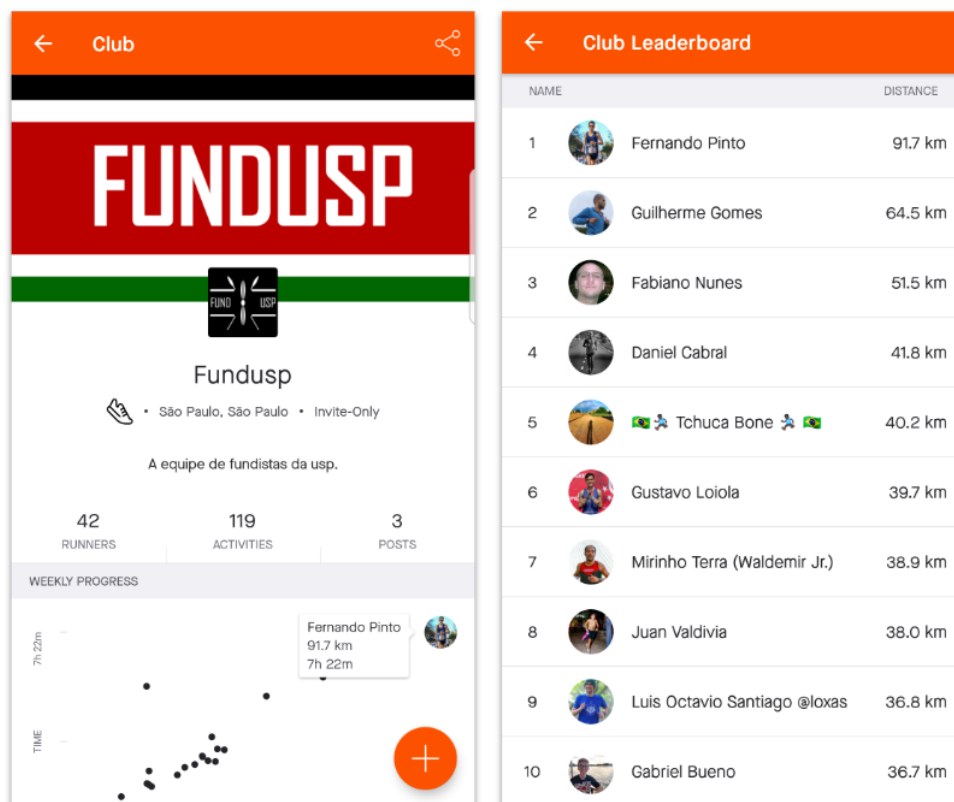 Club
FUNDUSP
FUND USP
Fundusp
• São Paulo, São Paulo • Invite-Only
A equipe de fundistas da usp.
42 119 3
RUNNERS ACTIVITIES POSTS
WEEKLY PROGRESS
7h 22m
Fernando Pinto
91.7 km
7h 22m
TIME
Club Leaderboard
NAME DISTANCE
1 Fernando Pinto 91.7 km
2 Guilherme Gomes 64.5 km
3 Fabiano Nunes 51.5 km
4 Daniel Cabral 41.8 km
5 🇧🇷🏃🏿 Tchuca Bone 🏃🏿 🇧🇷 40.2 km
6 Gustavo Loiola 39.7 km
7 Mirinho Terra (Waldemir Jr.) 38.9 km
8 Juan Valdivia 38.0 km
9 Luis Octavio Santiago @loxas 36.8 km
10 Gabriel Bueno 36.7 km